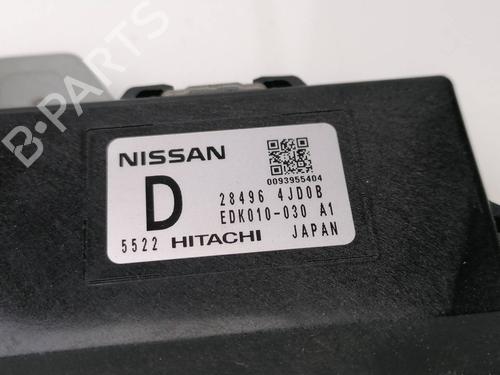 B-PARTS
NISSAN
0093955404
D
28496 4JD0B
EDK010-030 A1
5522 HITACHI JAPAN